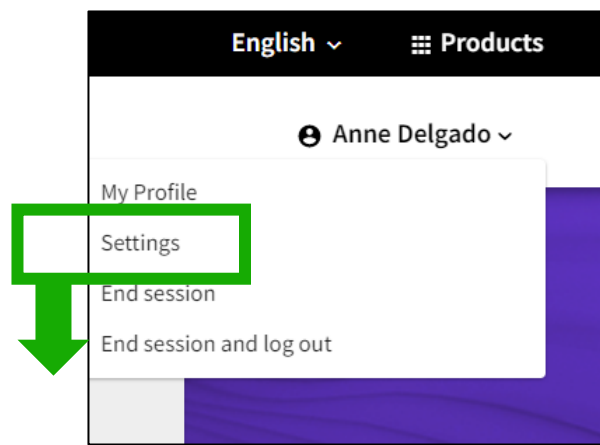 English Products
Anne Delgado
My Profile
Settings
End session
End session and log out